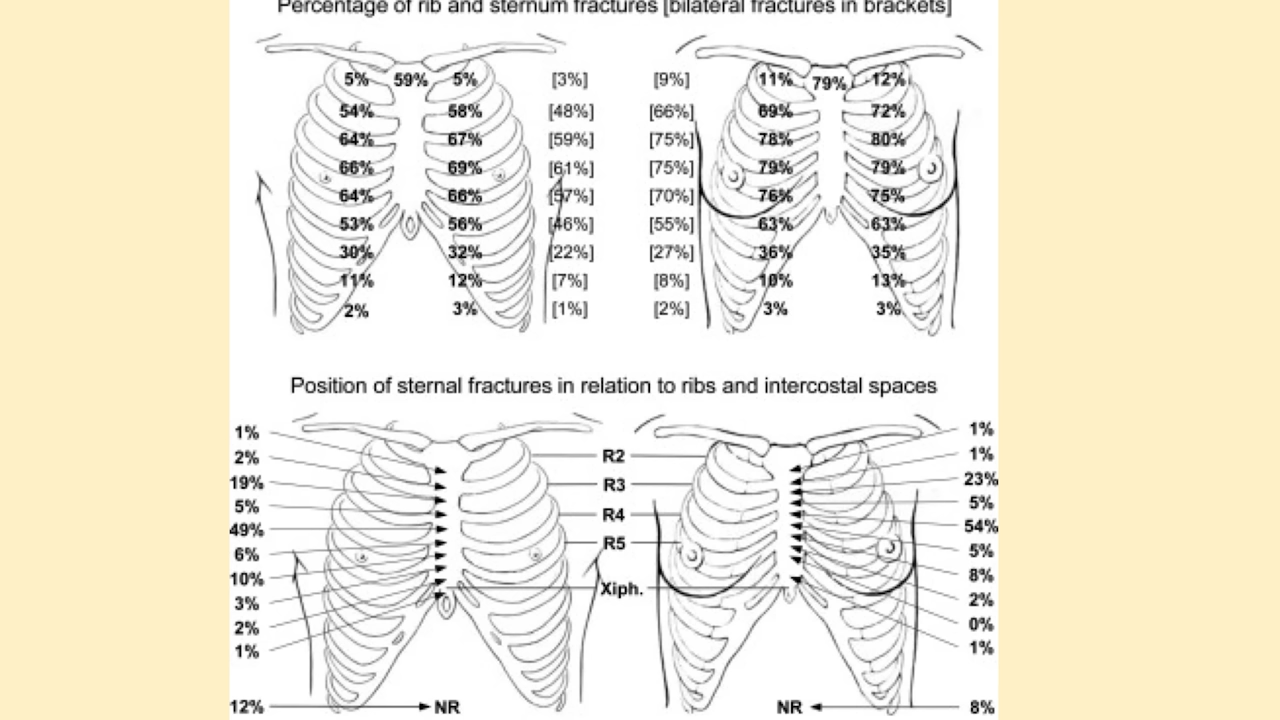 Percentage of rib and sternum fractures [bilateral fractures in brackets]
5% 59% 5% [3%] [9%] 11% 79% 12%
54% 58% [48%] [66%] 69% 72%
64% 67% [59%] [75%] 78% 80%
66% 69% [61%] [75%] 79% 79%
64% 66% [57%] [70%] 76% 75%
53% 56% [46%] [55%] 63% 63%
30% 32% [22%] [27%] 36% 35%
11% 12% [7%] [8%] 10% 13%
2% 3% [1%] [2%] 3% 3%
Position of sternal fractures in relation to ribs and intercostal spaces
1% 1%
2% R2 1%
19% R3 23%
5% R4 5%
49% 54%
6% R5 5%
10% Xiph. 8%
3% 2%
2% 0%
1% 1%
12% NR NR 8%